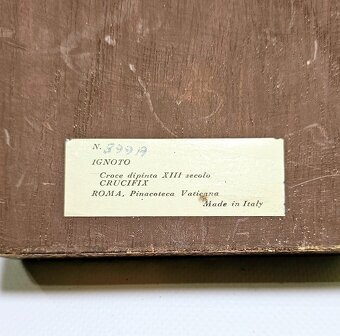 N. 399A
IGNOTO
Croce dipinta XIII secolo
CRUCIFIX
ROMA, Pinacoteca Vaticana
Made in Italy